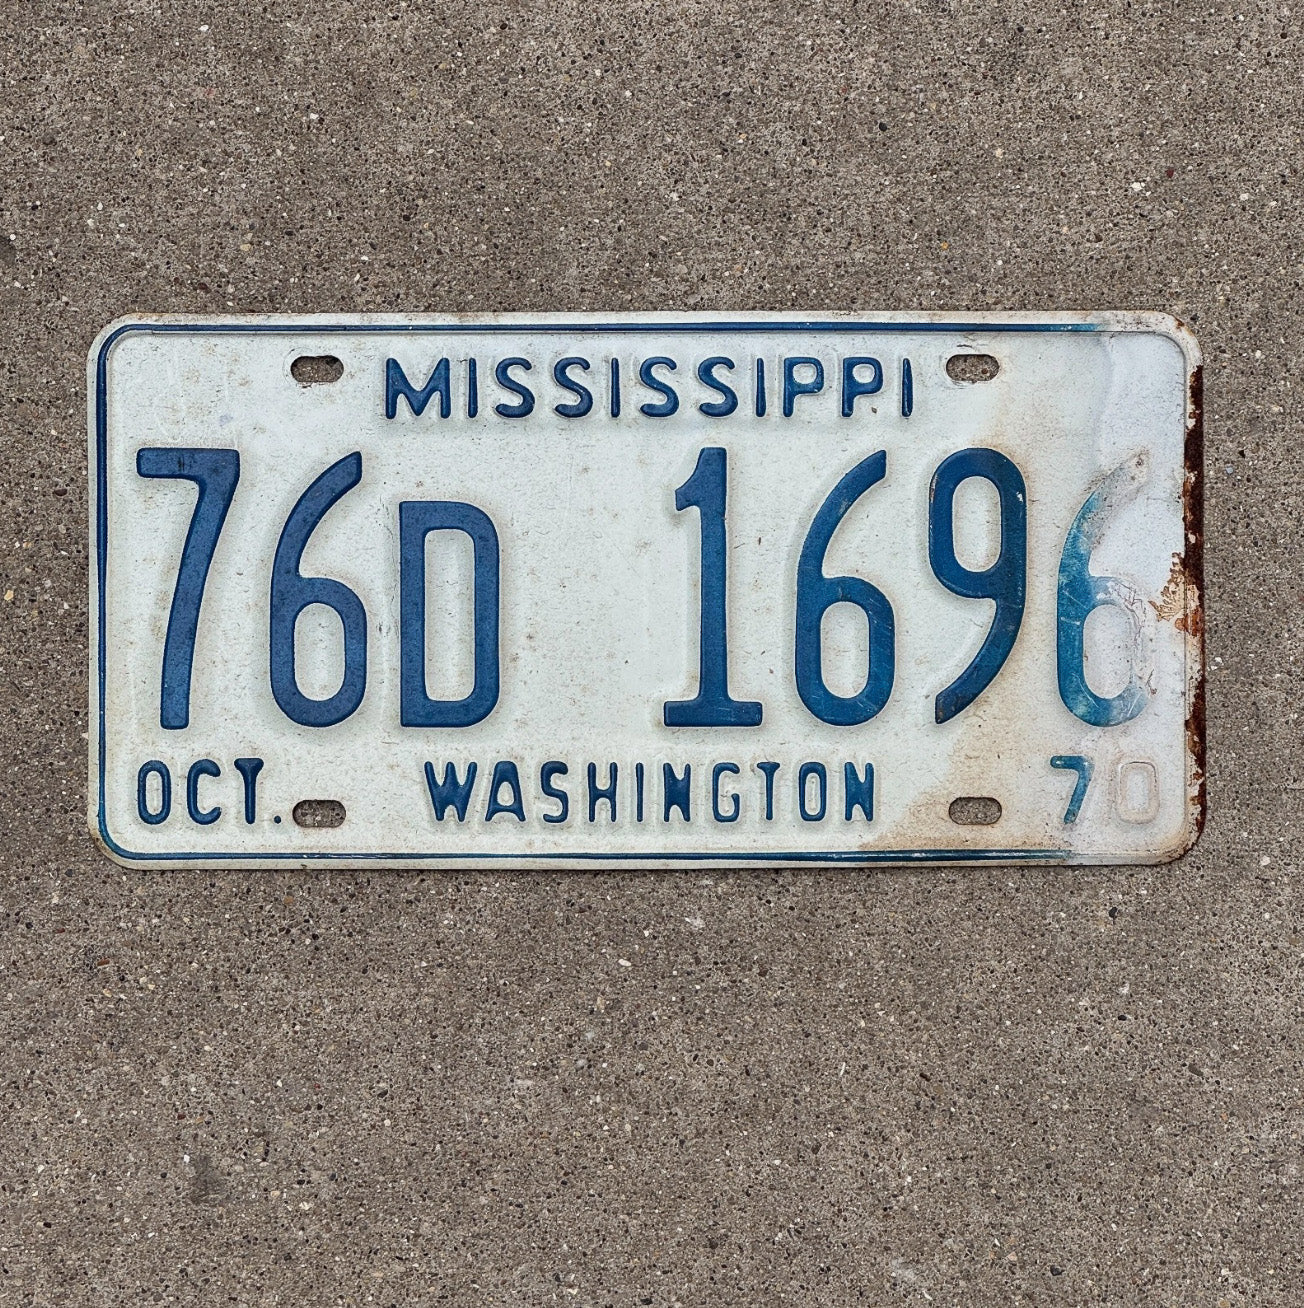 MISSISSIPPI
76D 1696
OCT. WASHINGTON 70